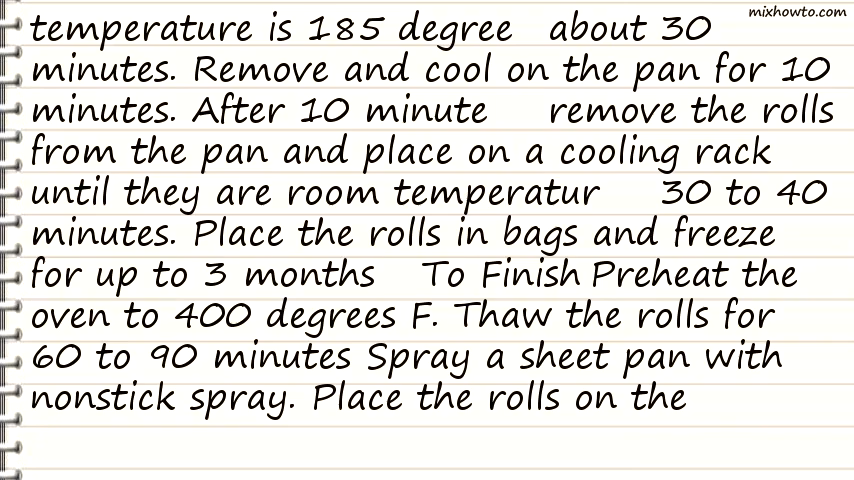 mixhowto.com
temperature is 185 degree about 30
minutes. Remove and cool on the pan for 10
minutes. After 10 minute remove the rolls
from the pan and place on a cooling rack
until they are room temperatur 30 to 40
minutes. Place the rolls in bags and freeze
for up to 3 months To Finish Preheat the
oven to 400 degrees F. Thaw the rolls for
60 to 90 minutes Spray a sheet pan with
nonstick spray. Place the rolls on the